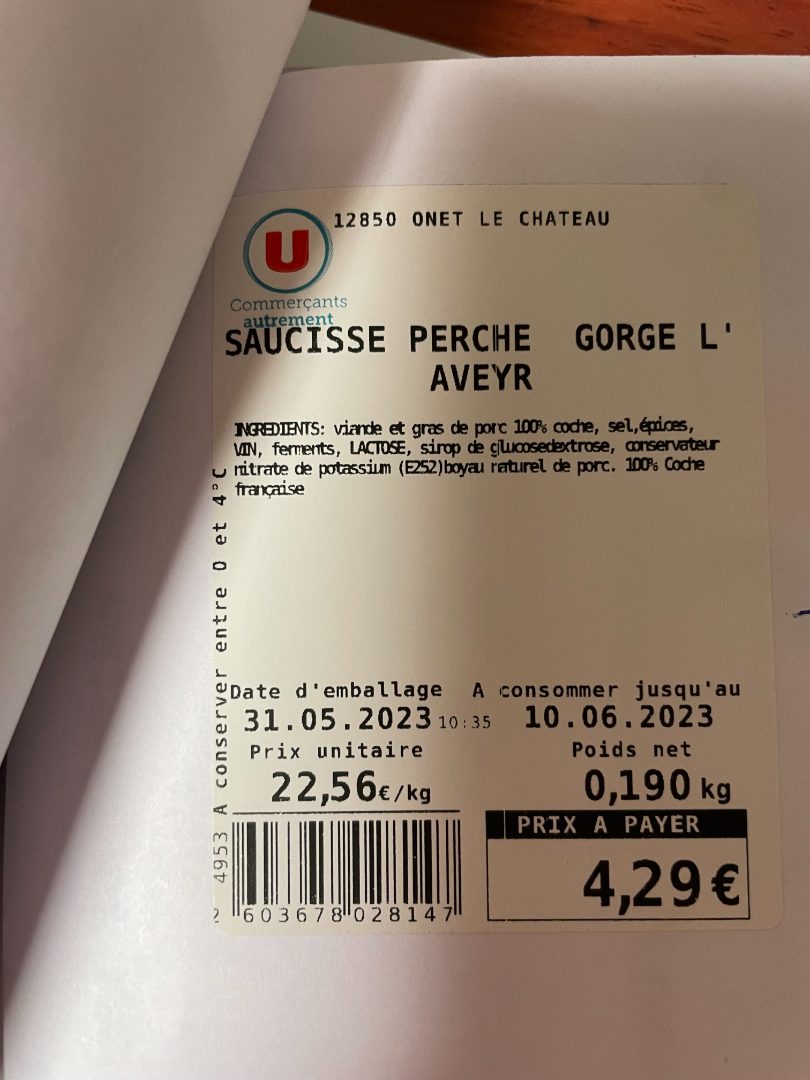 12850 ONET LE CHATEAU
U
Commerçants
autrement
SAUCISSE PERCHE GORGE L'
AVEYR
INGREDIENTS: viande et gras de porc 100% coche, sel,épices,
VIN, ferments, LACTOSE, sirop de glucosedextrose, conservateur
nitrate de potassium (E252)boyau naturel de porc. 100% Coche
française
4953 A conserver entre 0 et 4°C
Date d'emballage A consommer jusqu'au
31.05.2023 10:35 10.06.2023
Prix unitaire Poids net
22,56€/kg 0,190 kg
PRIX A PAYER
4,29€
2 603678 028147